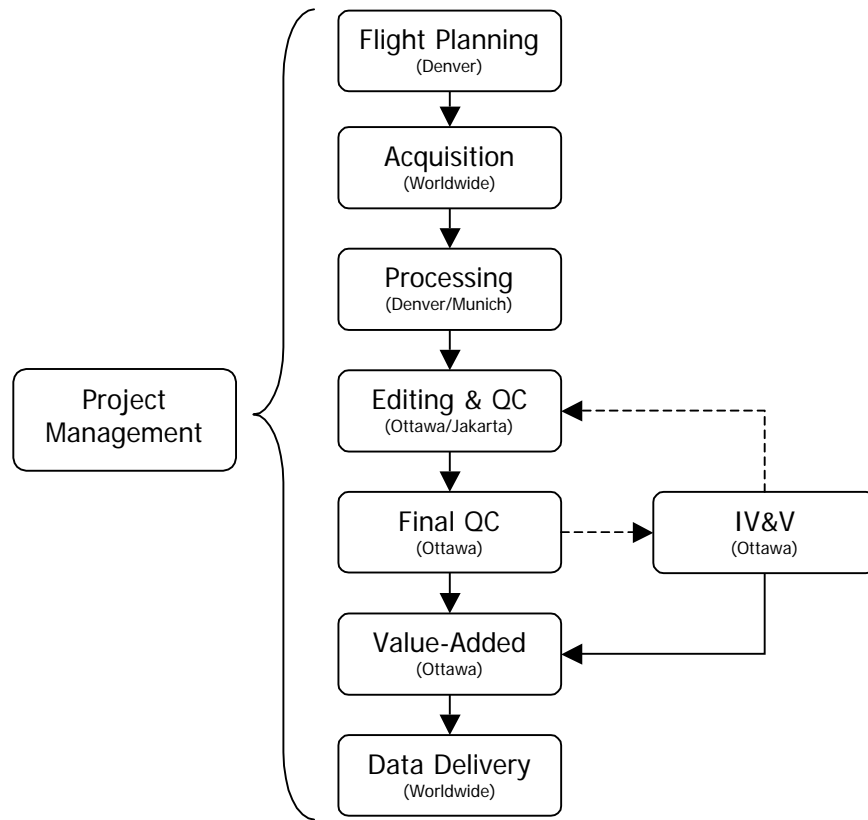 Flight Planning
(Denver)
Acquisition
(Worldwide)
Processing
(Denver/Munich)
Project
Management
Editing & QC
(Ottawa/Jakarta)
Final QC
(Ottawa)
IV&V
(Ottawa)
Value-Added
(Ottawa)
Data Delivery
(Worldwide)